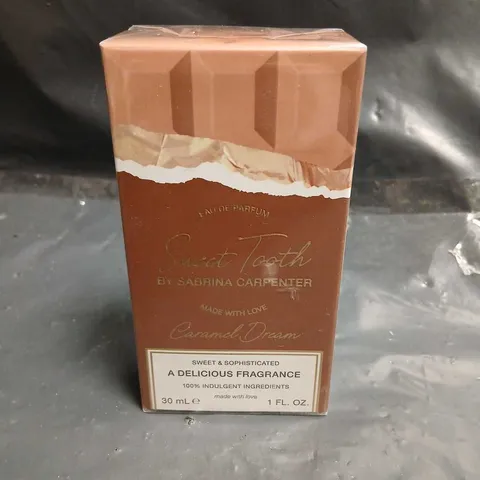 EAU DE PARFUM
Sweet Tooth
BY SABRINA CARPENTER
MADE WITH LOVE
Caramel Dream
SWEET & SOPHISTICATED
A DELICIOUS FRAGRANCE
100% INDULGENT INGREDIENTS
made with love
30 mL ℮ 1 FL. OZ.